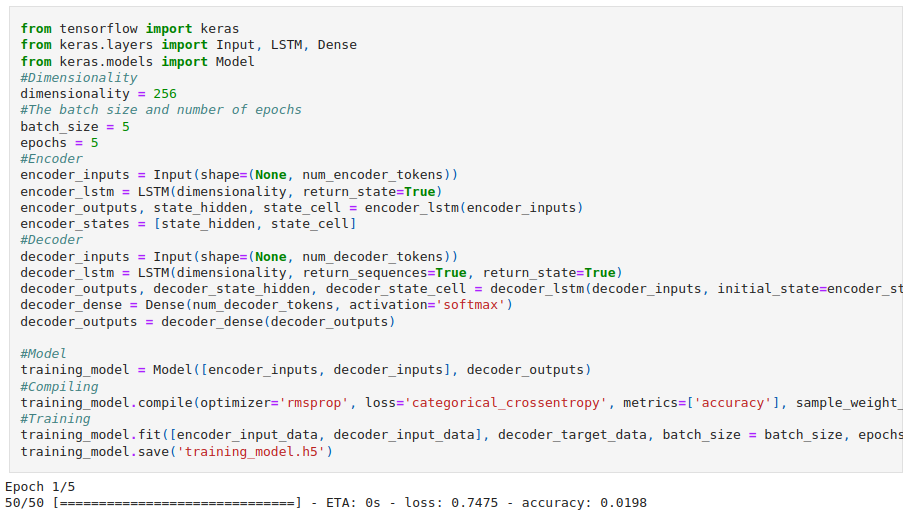 from tensorflow import keras
from keras.layers import Input, LSTM, Dense
from keras.models import Model
#Dimensionality
dimensionality = 256
#The batch size and number of epochs
batch_size = 5
epochs = 5
#Encoder
encoder_inputs = Input(shape=(None, num_encoder_tokens))
encoder_lstm = LSTM(dimensionality, return_state=True)
encoder_outputs, state_hidden, state_cell = encoder_lstm(encoder_inputs)
encoder_states = [state_hidden, state_cell]
#Decoder
decoder_inputs = Input(shape=(None, num_decoder_tokens))
decoder_lstm = LSTM(dimensionality, return_sequences=True, return_state=True)
decoder_outputs, decoder_state_hidden, decoder_state_cell = decoder_lstm(decoder_inputs, initial_state=encoder_st
decoder_dense = Dense(num_decoder_tokens, activation='softmax')
decoder_outputs = decoder_dense(decoder_outputs)
#Model
training_model = Model([encoder_inputs, decoder_inputs], decoder_outputs)
#Compiling
training_model.compile(optimizer='rmsprop', loss='categorical_crossentropy', metrics=['accuracy'], sample_weight_
#Training
training_model.fit([encoder_input_data, decoder_input_data], decoder_target_data, batch_size = batch_size, epochs
training_model.save('training_model.h5')
Epoch 1/5
50/50 [==============================] - ETA: 0s - loss: 0.7475 - accuracy: 0.0198